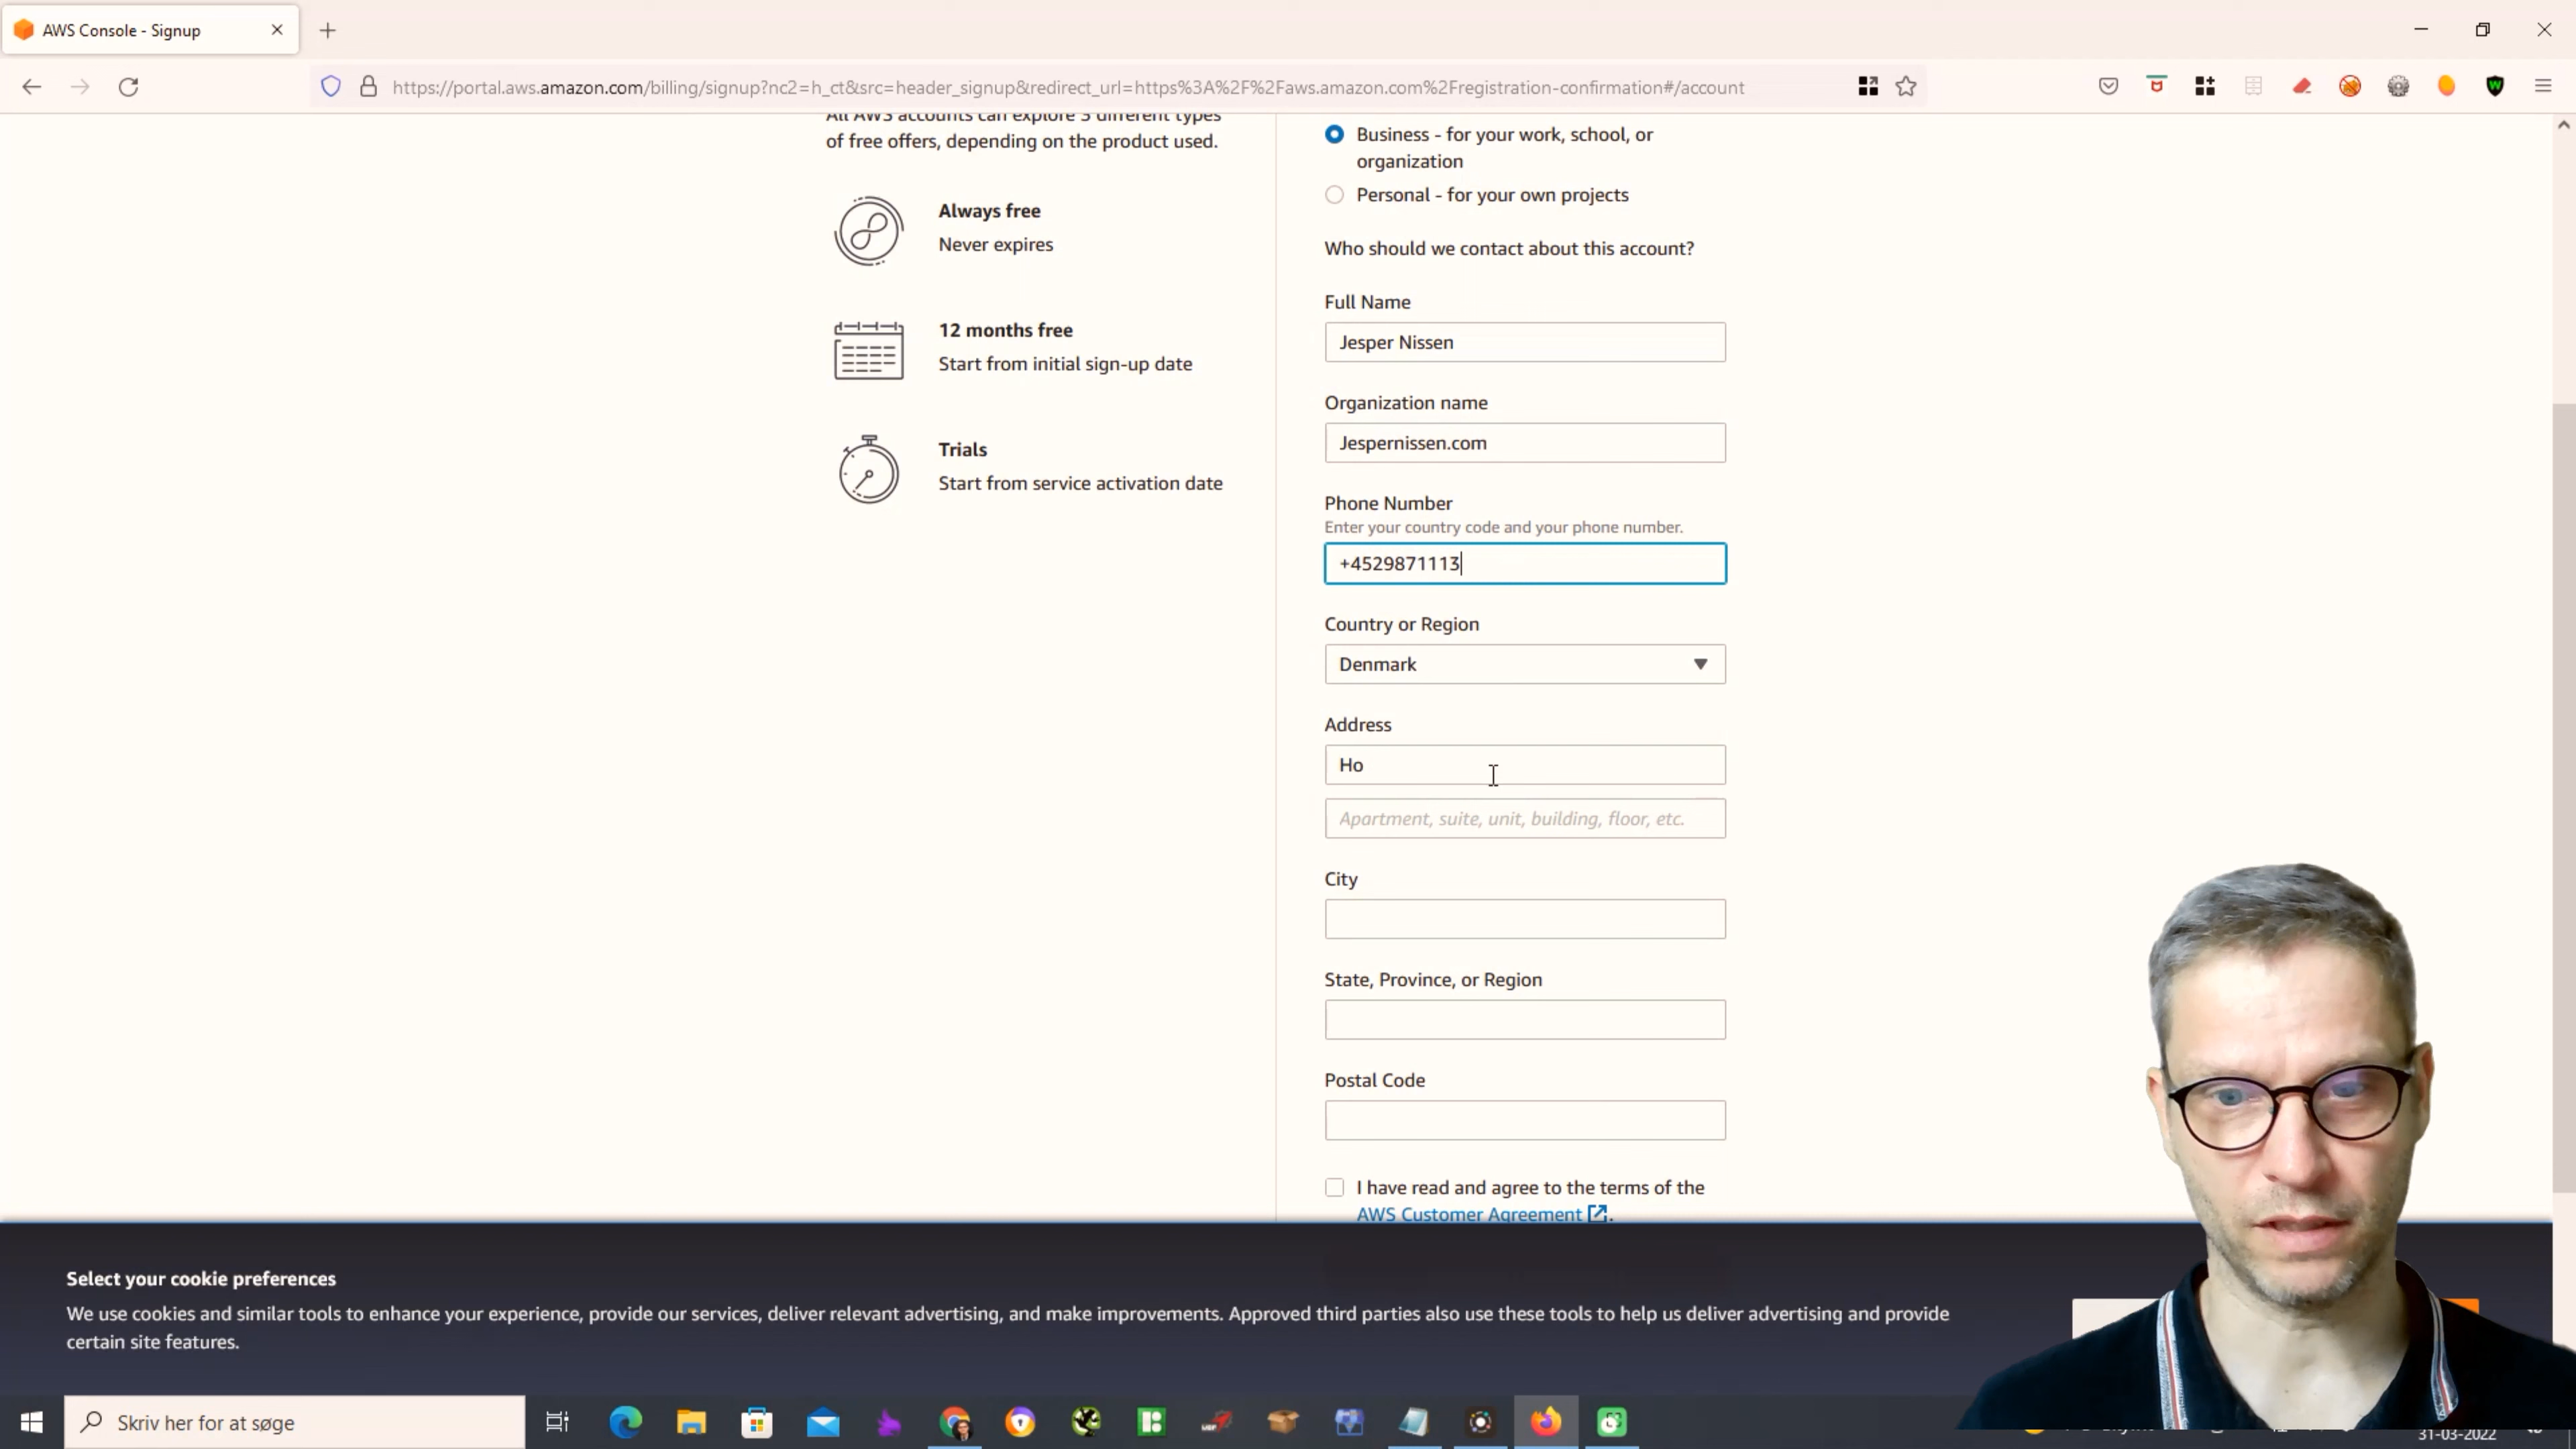 AWS Console - Signup
https://portal.aws.amazon.com/billing/signup?nc2=h_ct&src=header_signup&redirect_url=https%3A%2F%2Faws.amazon.com%2Fregistration-confirmation#/account
of free offers, depending on the product used.
Always free
Never expires
12 months free
Start from initial sign-up date
Trials
Start from service activation date
Business - for your work, school, or
organization
Personal - for your own projects
Who should we contact about this account?
Full Name
Jesper Nissen
Organization name
Jespernissen.com
Phone Number
Enter your country code and your phone number.
+4529871113
Country or Region
Denmark
Address
Ho
Apartment, suite, unit, building, floor, etc.
City
State, Province, or Region
Postal Code
I have read and agree to the terms of the
AWS Customer Agreement.
Select your cookie preferences
We use cookies and similar tools to enhance your experience, provide our services, deliver relevant advertising, and make improvements. Approved third parties also use these tools to help us deliver advertising and provide
certain site features.
Skriv her for at søge
31-03-2022